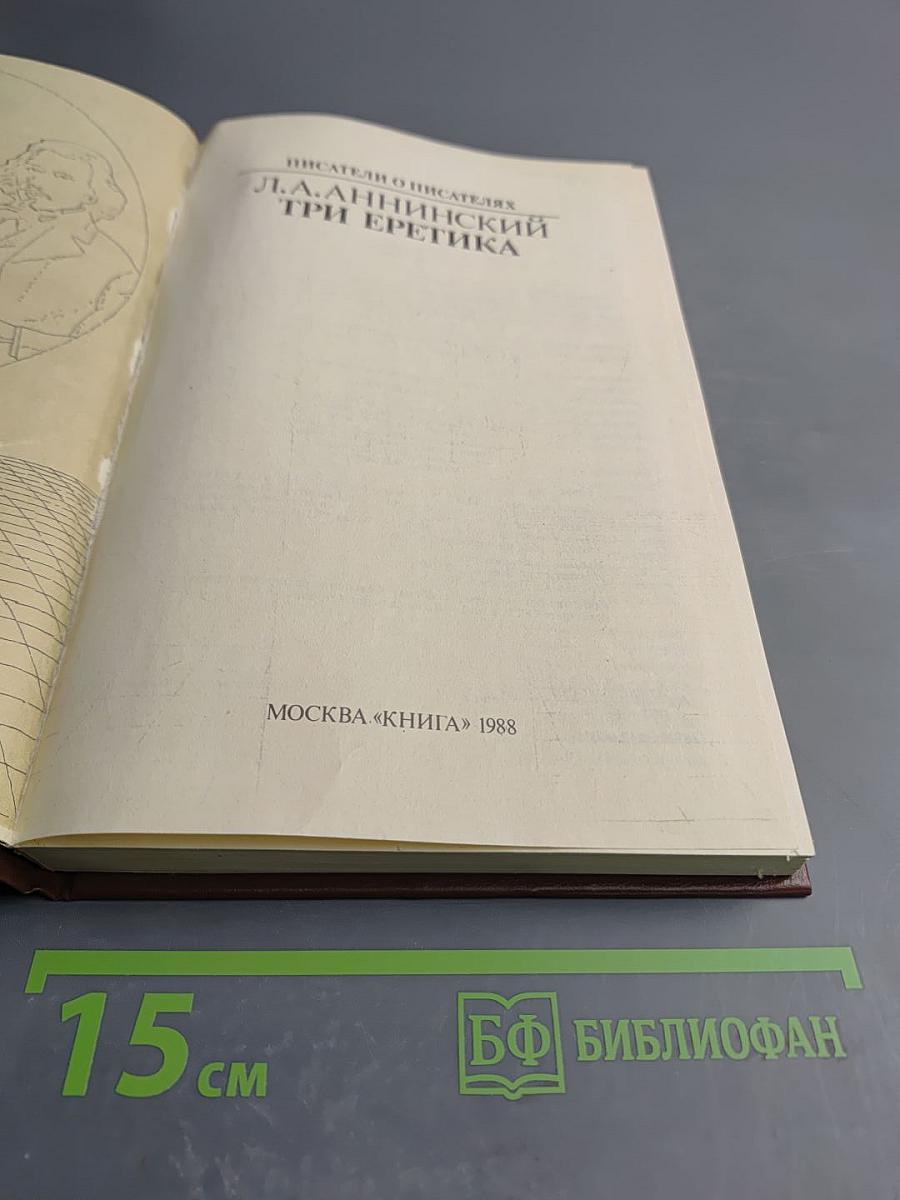 ПИСАТЕЛИ О ПИСАТЕЛЯХ
Л.А.АННИНСКИЙ
ТРИ ЕРЕТИКА
МОСКВА «КНИГА» 1988
15 см
БФ БИБЛИОФАН